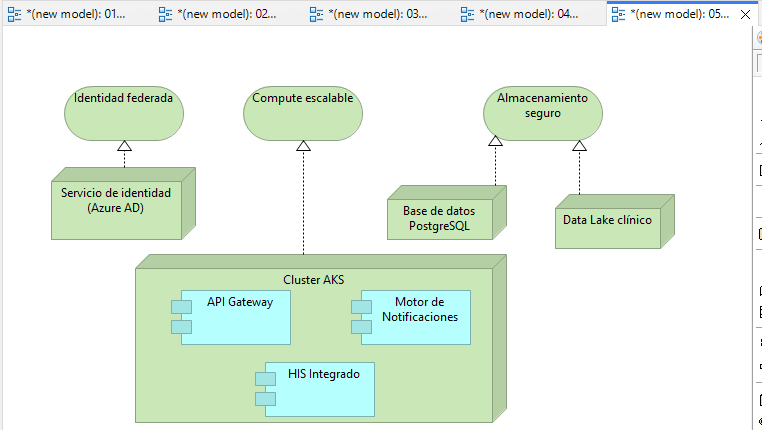 *(new model): 01...
*(new model): 02...
*(new model): 03...
*(new model): 04...
*(new model): 05...
Identidad federada
Compute escalable
Almacenamiento
seguro
Servicio de identidad
(Azure AD)
Base de datos
PostgreSQL
Data Lake clínico
Cluster AKS
API Gateway
Motor de
Notificaciones
HIS Integrado